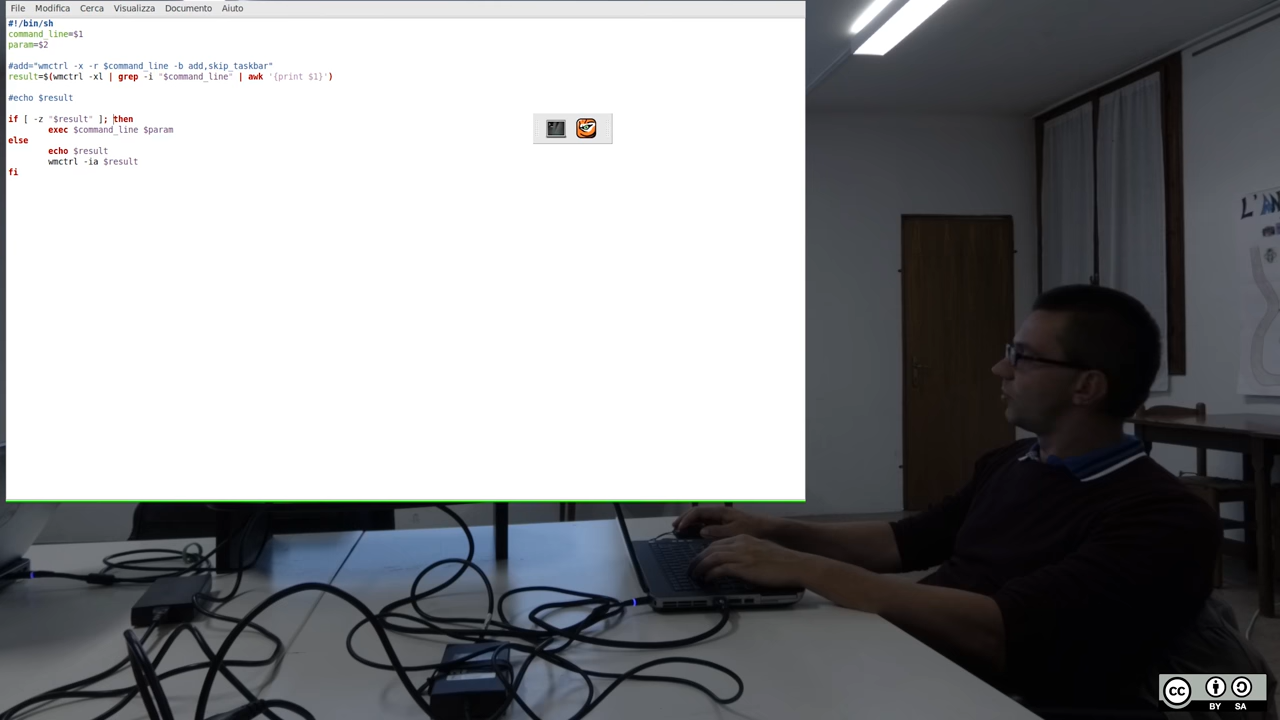 File Modifica Cerca Visualizza Documento Aiuto
#!/bin/sh
command_line=$1
param=$2
#add="wmctrl -x -r $command_line -b add,skip_taskbar"
result=$(wmctrl -xl | grep -i "$command_line" | awk '{print $1}')
#echo $result
if [ -z "$result" ]; then
exec $command_line $param
else
echo $result
wmctrl -ia $result
fi
L'AN
CC BY SA